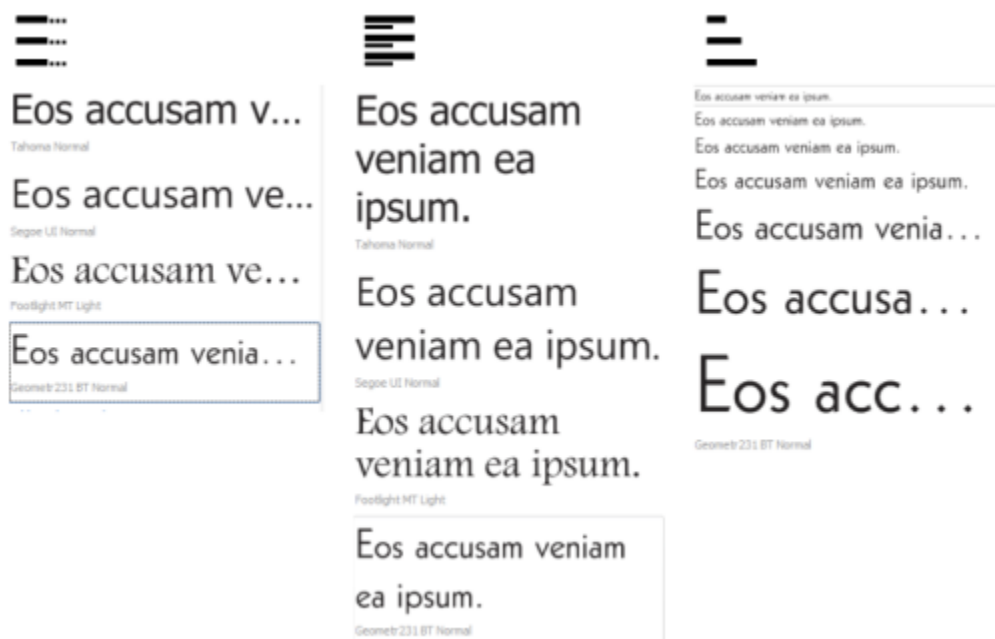 Eos accusam v...
Tahoma Normal
Eos accusam ve...
Segoe UI Normal
Eos accusam ve...
Footlight MT Light
Eos accusam venia...
Geometr231 BT Normal
Eos accusam
veniam ea
ipsum.
Tahoma Normal
Eos accusam
veniam ea ipsum.
Segoe UI Normal
Eos accusam
veniam ea ipsum.
Footlight MT Light
Eos accusam veniam
ea ipsum.
Geometr231 BT Normal
Eos accusam veniam ea ipsum.
Eos accusam veniam ea ipsum.
Eos accusam veniam ea ipsum.
Eos accusam veniam ea ipsum.
Eos accusam venia...
Eos accusa...
Eos acc...
Geometr231 BT Normal